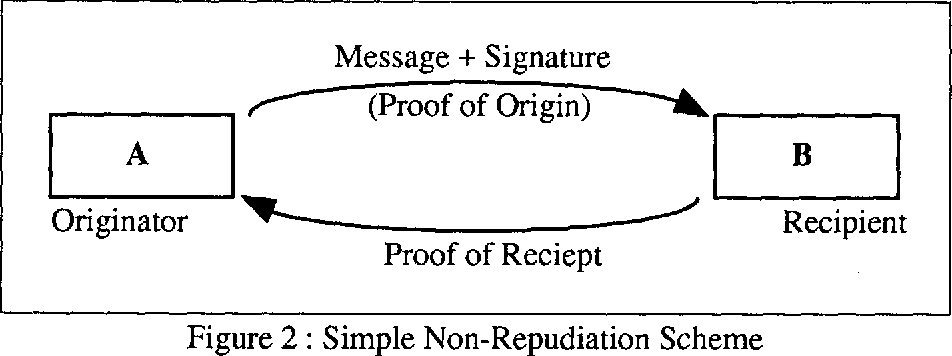 Message + Signature
(Proof of Origin)
A
B
Originator
Recipient
Proof of Reciept
Figure 2 : Simple Non-Repudiation Scheme